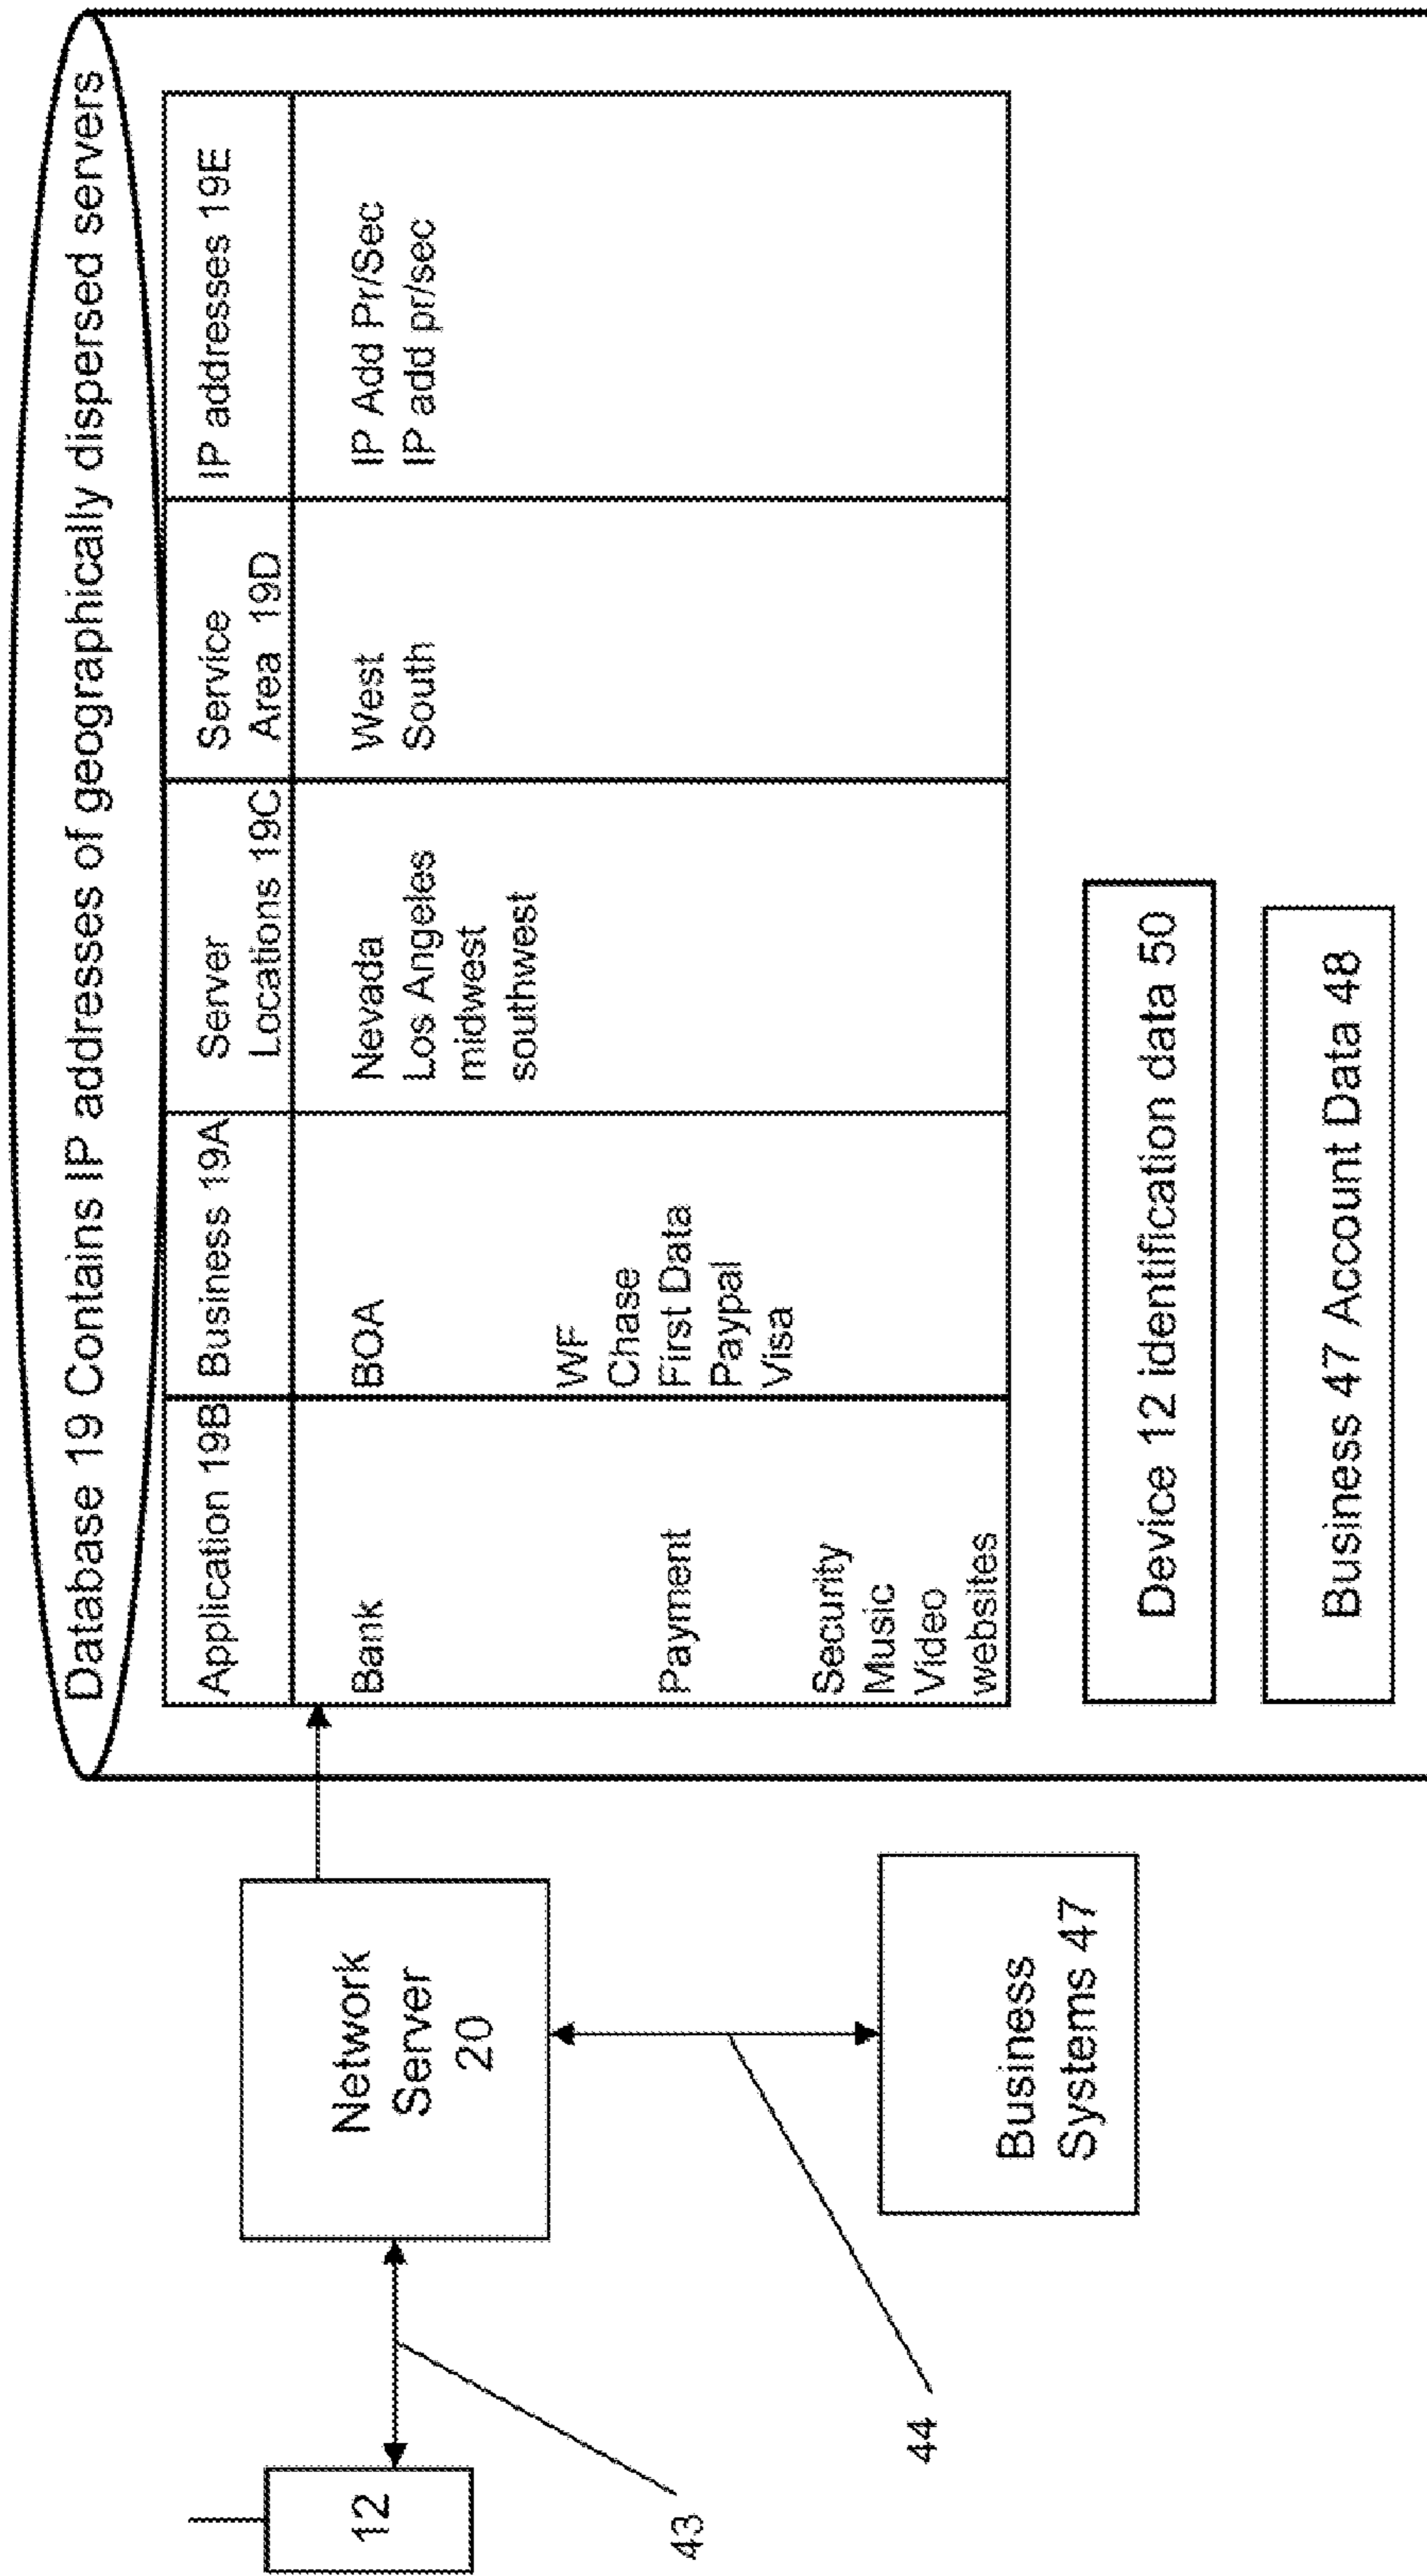 Database 19 Contains IP addresses of geographically dispersed servers
Application 19B
Business 19A
Server
Locations 19C
Service
Area 19D
IP addresses 19E
Bank
Payment
Security
Music
Video
websites
BOA
WF
Chase
First Data
Paypal
Visa
Nevada
Los Angeles
midwest
southwest
West
South
IP Add Pr/Sec
IP add pr/sec
Device 12 identification data 50
Business 47 Account Data 48
12
43
Network
Server
20
44
Business
Systems 47